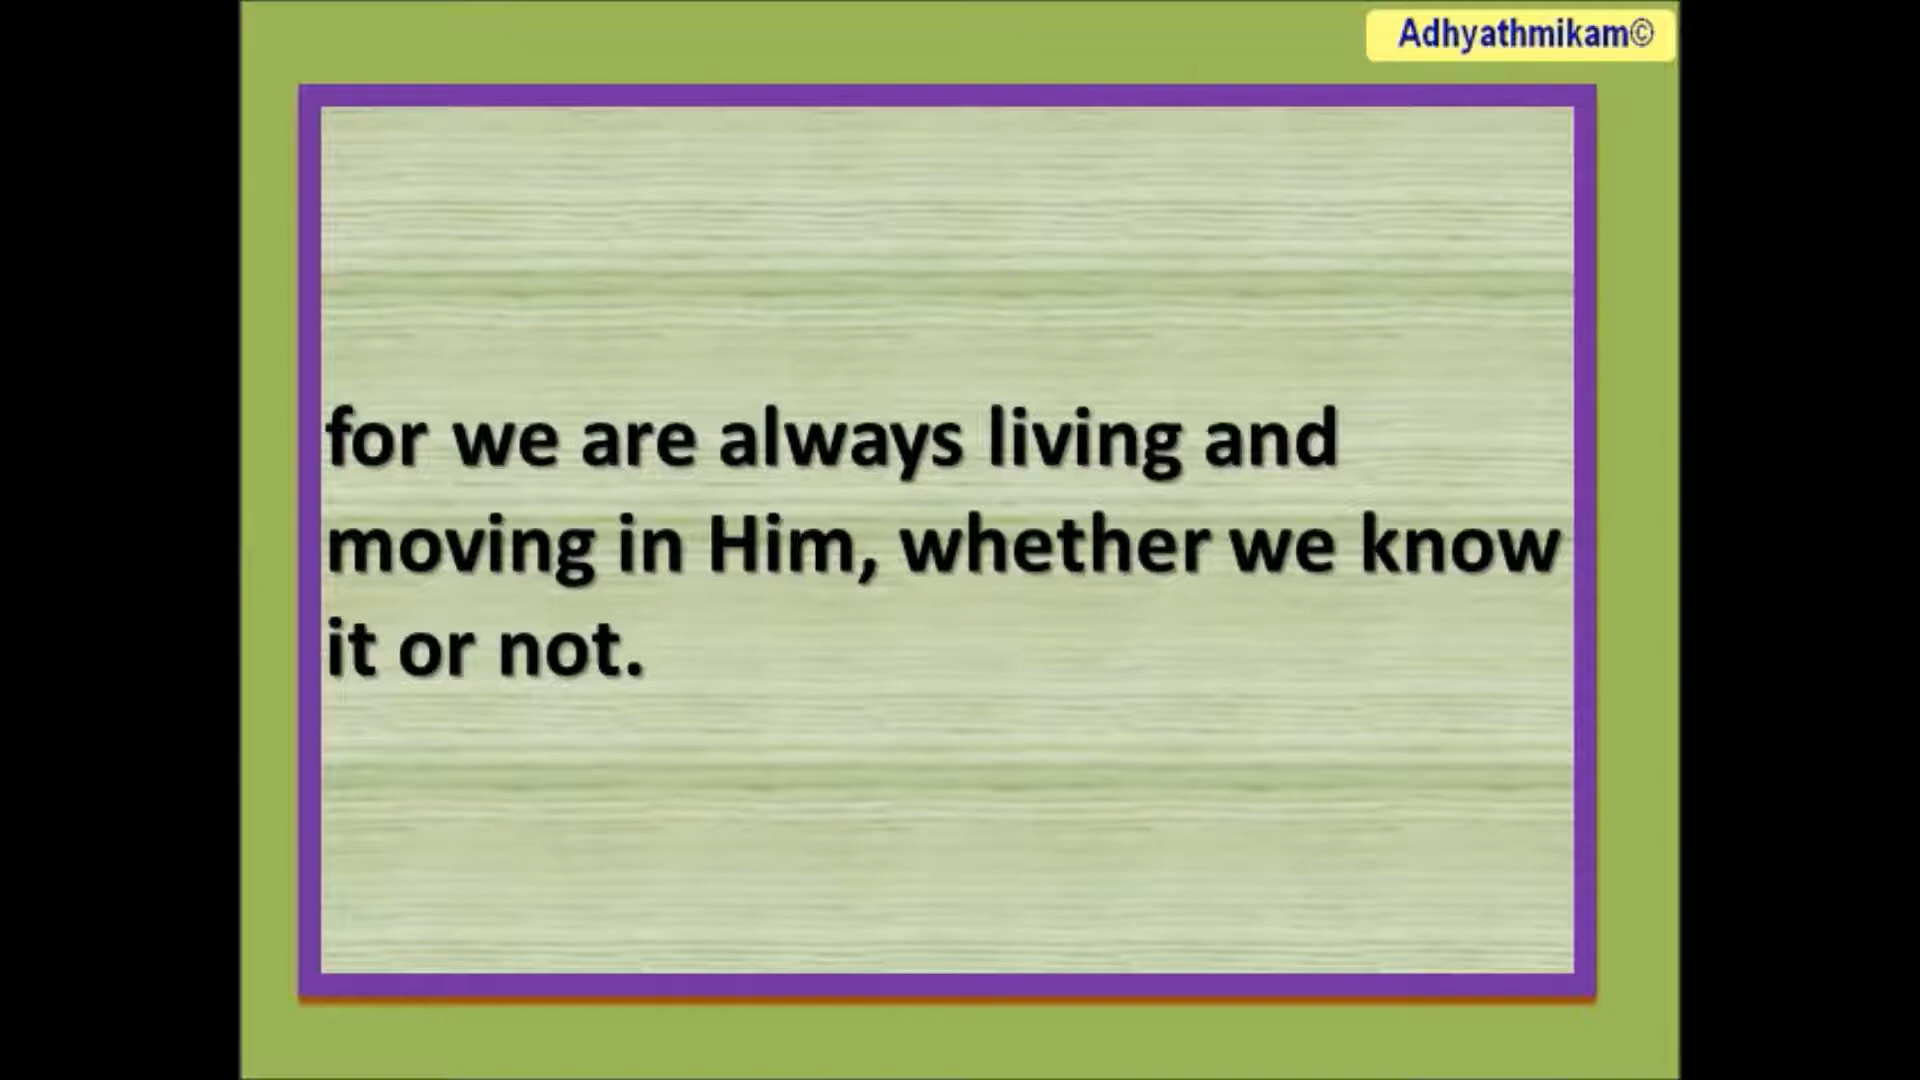 Adhyathmikam©
for we are always living and
moving in Him, whether we know
it or not.